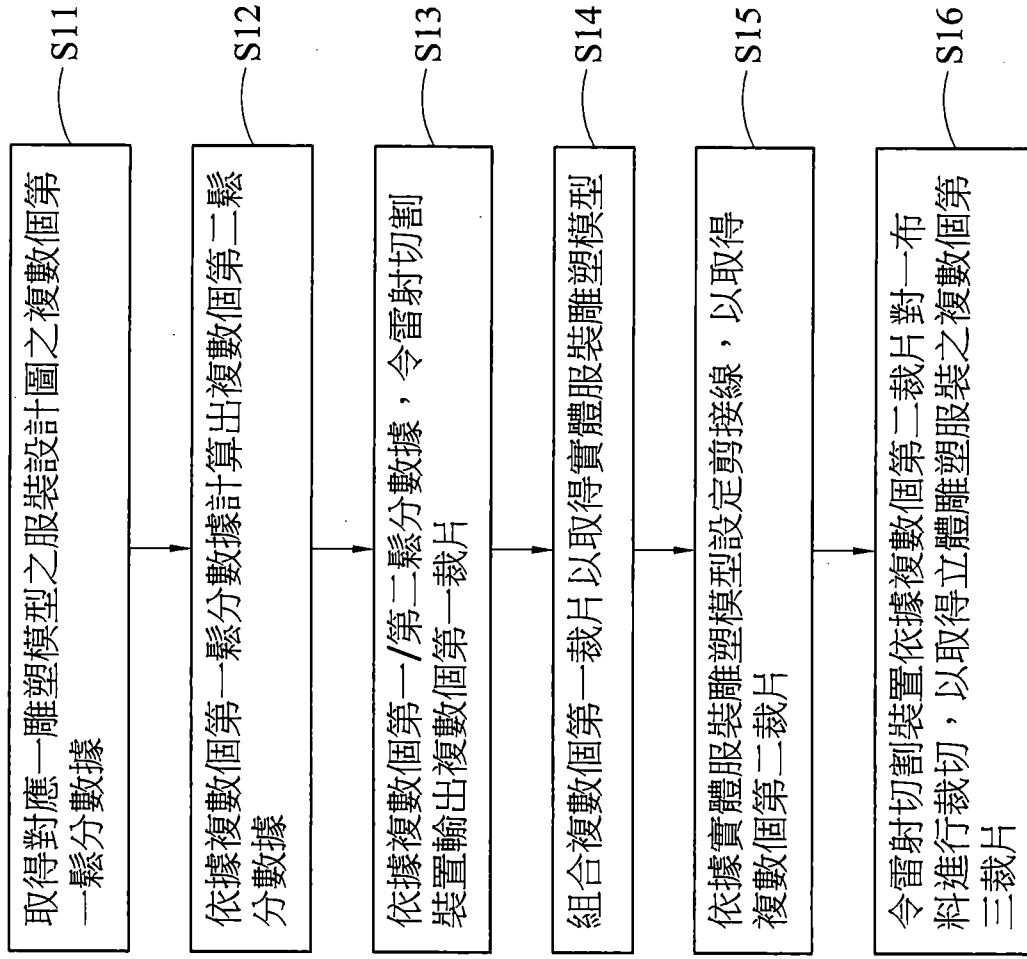 取得對應一雕塑模型之服裝設計圖之複數個第
一鬆分數據
S11
依據複數個第一鬆分數據計算出複數個第二鬆
分數據
S12
依據複數個第一/第二鬆分數據，令雷射切割
裝置輸出複數個第一裁片
S13
組合複數個第一裁片以取得實體服裝雕塑模型
S14
依據實體服裝雕塑模型設定剪接線，以取得
複數個第二裁片
S15
令雷射切割裝置依據複數個第二裁片對一布
料進行裁切，以取得立體雕塑服裝之複數個第
三裁片
S16